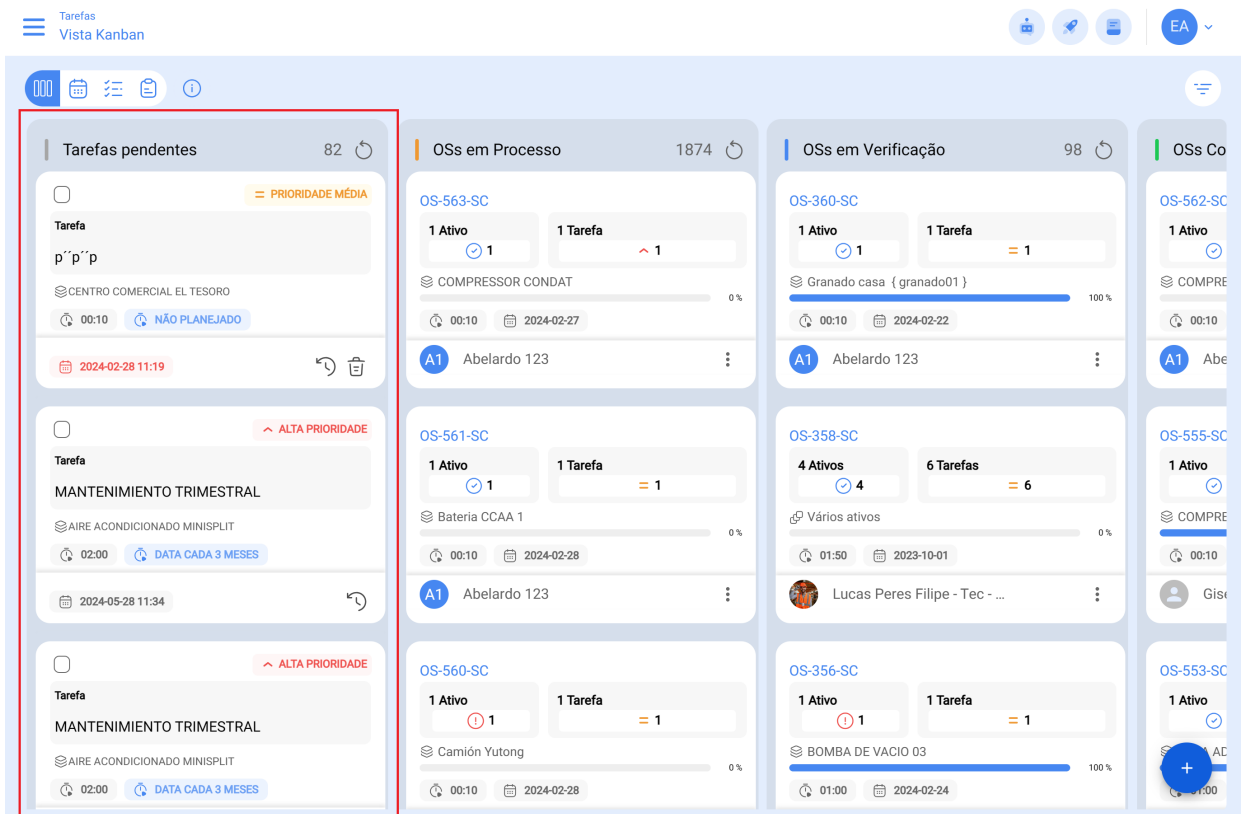 Tarefas
Vista Kanban
EA
Tarefas pendentes 82
PRIORIDADE MÉDIA
Tarefa
p´´p´´p
CENTRO COMERCIAL EL TESORO
00:10 NÃO PLANEJADO
2024-02-28 11:19
ALTA PRIORIDADE
Tarefa
MANTENIMIENTO TRIMESTRAL
AIRE ACONDICIONADO MINISPLIT
02:00 DATA CADA 3 MESES
2024-05-28 11:34
ALTA PRIORIDADE
Tarefa
MANTENIMIENTO TRIMESTRAL
AIRE ACONDICIONADO MINISPLIT
02:00 DATA CADA 3 MESES
OSs em Processo 1874
OS-563-SC
1 Ativo 1 Tarefa
1 1
COMPRESSOR CONDAT
0 %
00:10 2024-02-27
A1 Abelardo 123
OS-561-SC
1 Ativo 1 Tarefa
1 = 1
Bateria CCAA 1
0 %
00:10 2024-02-28
A1 Abelardo 123
OS-560-SC
1 Ativo 1 Tarefa
1 = 1
Camión Yutong
0 %
00:10 2024-02-28
OSs em Verificação 98
OS-360-SC
1 Ativo 1 Tarefa
1 = 1
Granado casa { granado01 }
100 %
00:10 2024-02-22
A1 Abelardo 123
OS-358-SC
4 Ativos 6 Tarefas
4 = 6
Vários ativos
0 %
01:50 2023-10-01
Lucas Peres Filipe - Tec - ...
OS-356-SC
1 Ativo 1 Tarefa
1 = 1
BOMBA DE VACIO 03
100 %
01:00 2024-02-24
OSs Co
OS-562-SC
1 Ativo
COMPRE
00:10
A1 Abe
OS-555-SC
1 Ativo
COMPRE
00:10
Gise
OS-553-SC
1 Ativo
AD
+